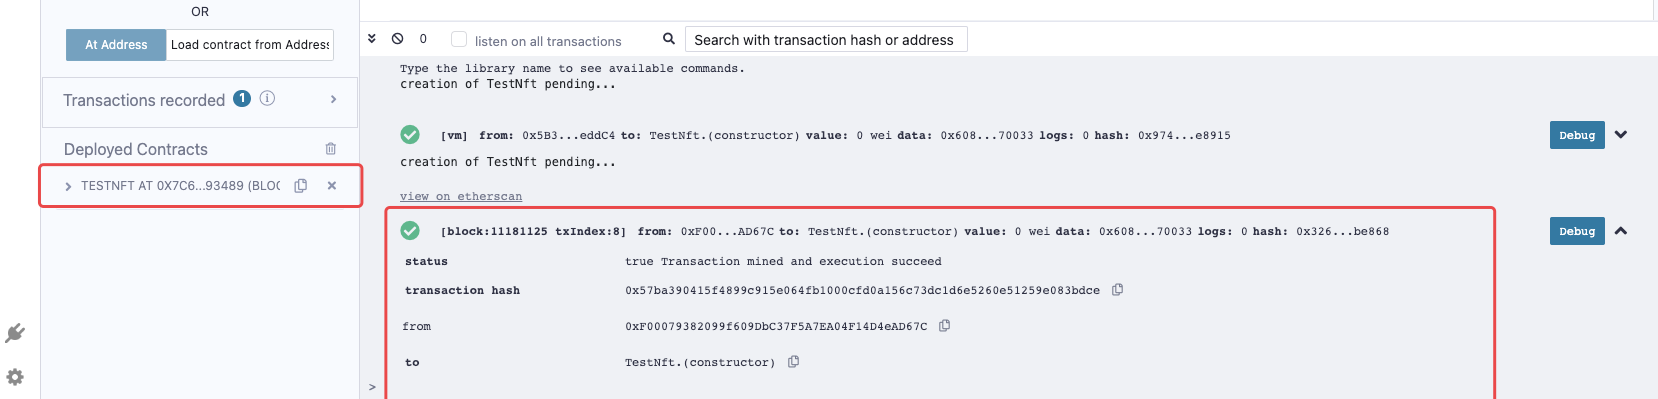 OR
At Address
Load contract from Address
Transactions recorded 1
Deployed Contracts
TESTNFT AT 0X7C6...93489 (BLOC
0
listen on all transactions
Search with transaction hash or address
Type the library name to see available commands.
creation of TestNft pending...
[vm] from: 0x5B3...eddC4 to: TestNft.(constructor) value: 0 wei data: 0x608...70033 logs: 0 hash: 0x974...e8915
Debug
creation of TestNft pending...
view on etherscan
[block:11181125 txIndex:8] from: 0xF00...AD67C to: TestNft.(constructor) value: 0 wei data: 0x608...70033 logs: 0 hash: 0x326...be868
Debug
status true Transaction mined and execution succeed
transaction hash 0x57ba390415f4899c915e064fb1000cfd0a156c73dc1d6e5260e51259e083bdce
from 0xF00079382099f609DbC37F5A7EA04F14D4eAD67C
to TestNft.(constructor)
>